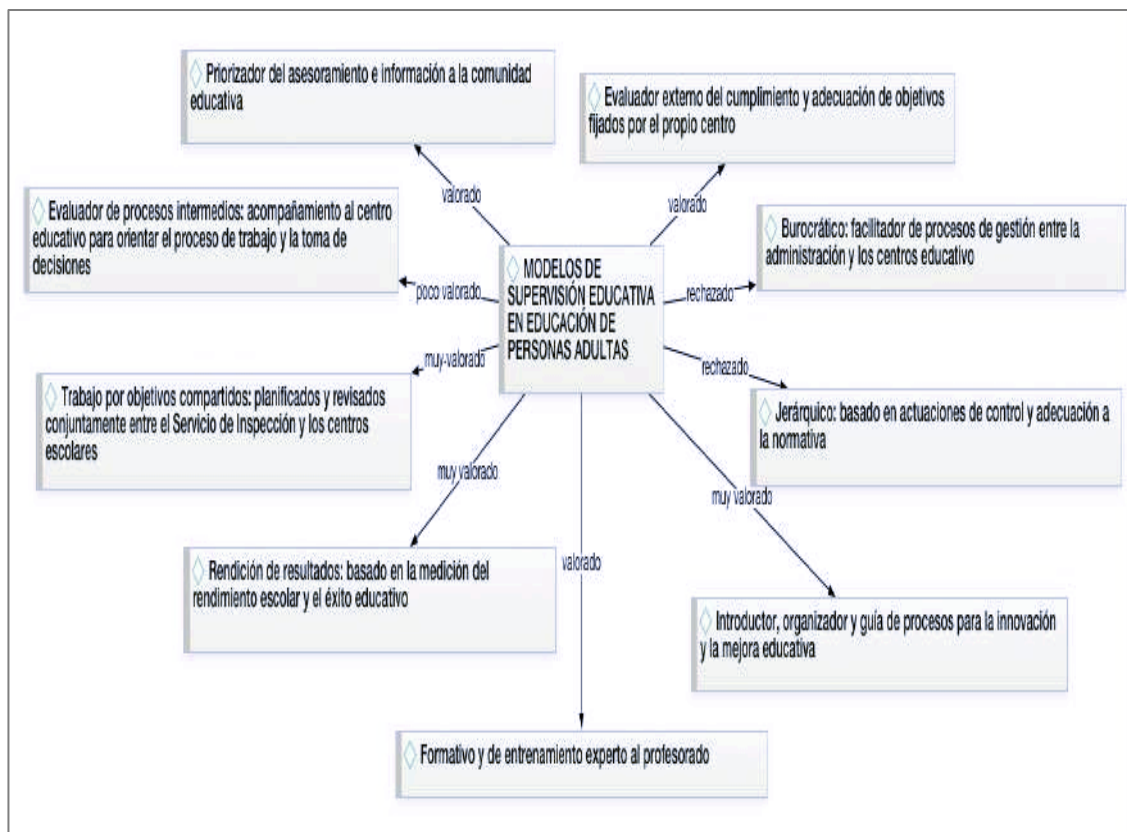 Priorizador del asesoramiento e información a la comunidad
educativa
Evaluador externo del cumplimiento y adecuación de objetivos
fijados por el propio centro
valorado
valorado
Evaluador de procesos intermedios: acompañamiento al centro
educativo para orientar el proceso de trabajo y la toma de
decisiones
Burocrático: facilitador de procesos de gestión entre la
administración y los centros educativo
MODELOS DE
SUPERVISIÓN EDUCATIVA
EN EDUCACIÓN DE
PERSONAS ADULTAS
poco valorado
rechazado
muy-valorado
rechazado
Trabajo por objetivos compartidos: planificados y revisados
conjuntamente entre el Servicio de Inspección y los centros
escolares
Jerárquico: basado en actuaciones de control y adecuación a
la normativa
muy valorado
muy valorado
valorado
Rendición de resultados: basado en la medición del
rendimiento escolar y el éxito educativo
Introductor, organizador y guía de procesos para la innovación
y la mejora educativa
Formativo y de entrenamiento experto al profesorado